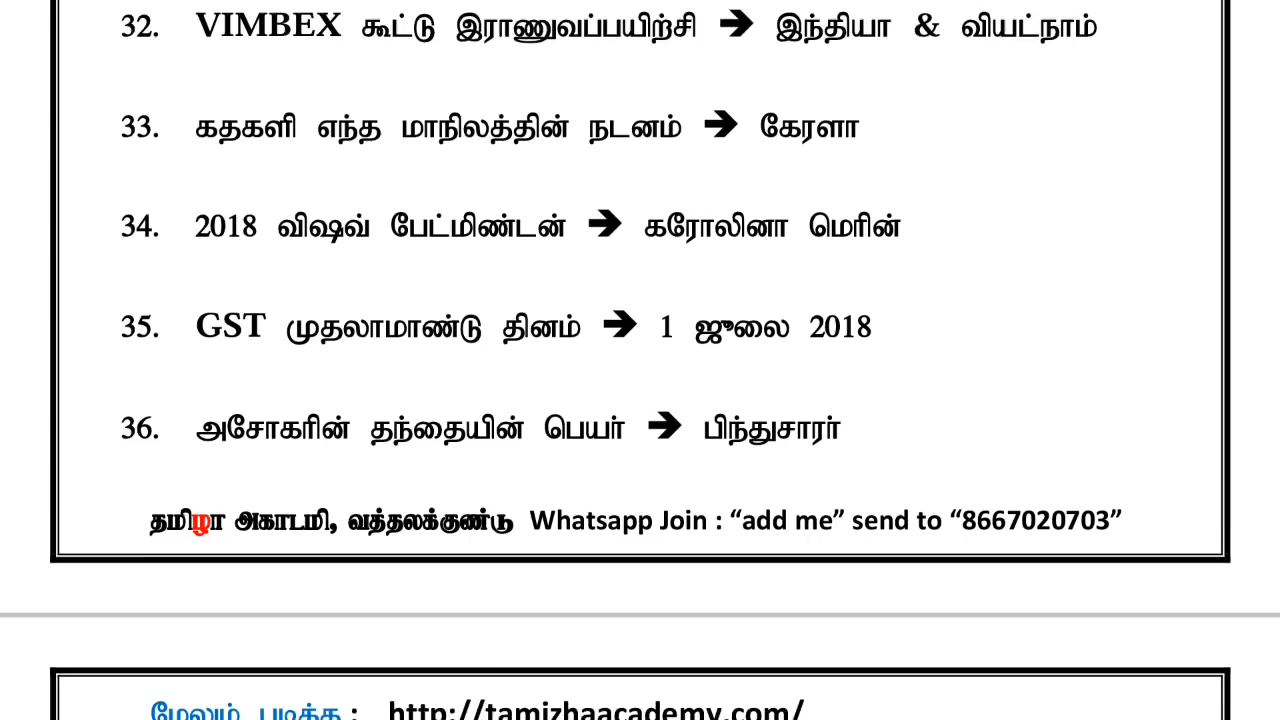 32. VIMBEX கூட்டு இராணுவப்பயிற்சி ➔ இந்தியா & வியட்நாம்
33. கதகளி எந்த மாநிலத்தின் நடனம் ➔ கேரளா
34. 2018 விஷவ் பேட்மிண்டன் ➔ கரோலினா மெரின்
35. GST முதலாமாண்டு தினம் ➔ 1 ஜுலை 2018
36. அசோகரின் தந்தையின் பெயர் ➔ பிந்துசாரர்
தமிழா அகாடமி, வத்தலக்குண்டு Whatsapp Join : “add me” send to “8667020703”
மேலும் படிக்க : http://tamizhaacademy.com/